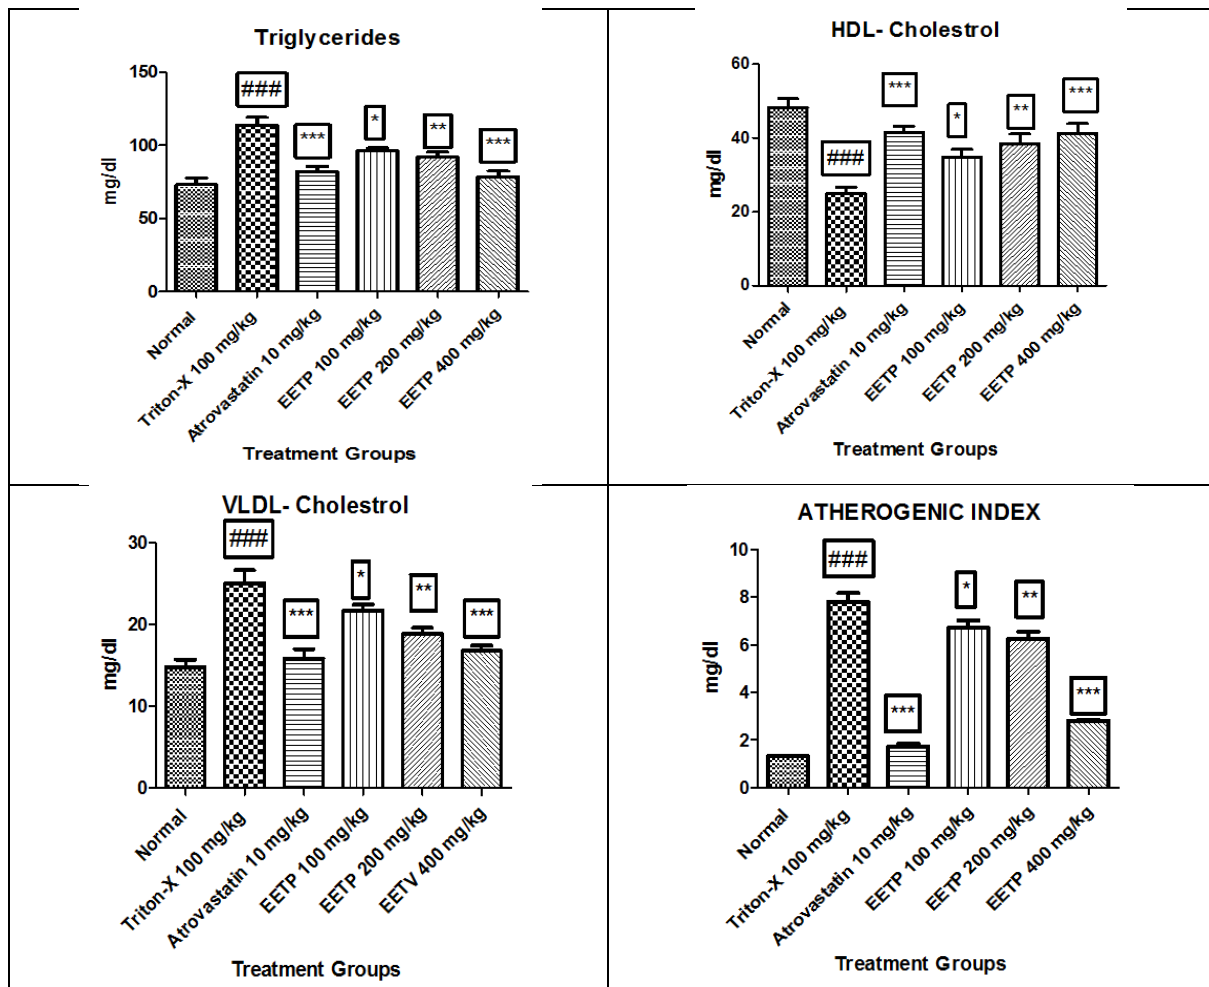 Triglycerides
150
100
50
0
mg/dl
###
***
*
**
***
Normal
Triton-X 100 mg/kg
Atrovastatin 10 mg/kg
EETP 100 mg/kg
EETP 200 mg/kg
EETP 400 mg/kg
Treatment Groups
HDL- Cholestrol
60
40
20
0
mg/dl
###
***
*
**
***
Normal
Triton-X 100 mg/kg
Atrovastatin 10 mg/kg
EETP 100 mg/kg
EETP 200 mg/kg
EETP 400 mg/kg
Treatment Groups
VLDL- Cholestrol
30
20
10
0
mg/dl
###
***
*
**
***
Normal
Triton-X 100 mg/kg
Atrovastatin 10 mg/kg
EETP 100 mg/kg
EETP 200 mg/kg
EETV 400 mg/kg
Treatment Groups
ATHEROGENIC INDEX
10
8
6
4
2
0
mg/dl
###
***
*
**
***
Normal
Triton-X 100 mg/kg
Atrovastatin 10 mg/kg
EETP 100 mg/kg
EETP 200 mg/kg
EETP 400 mg/kg
Treatment Groups